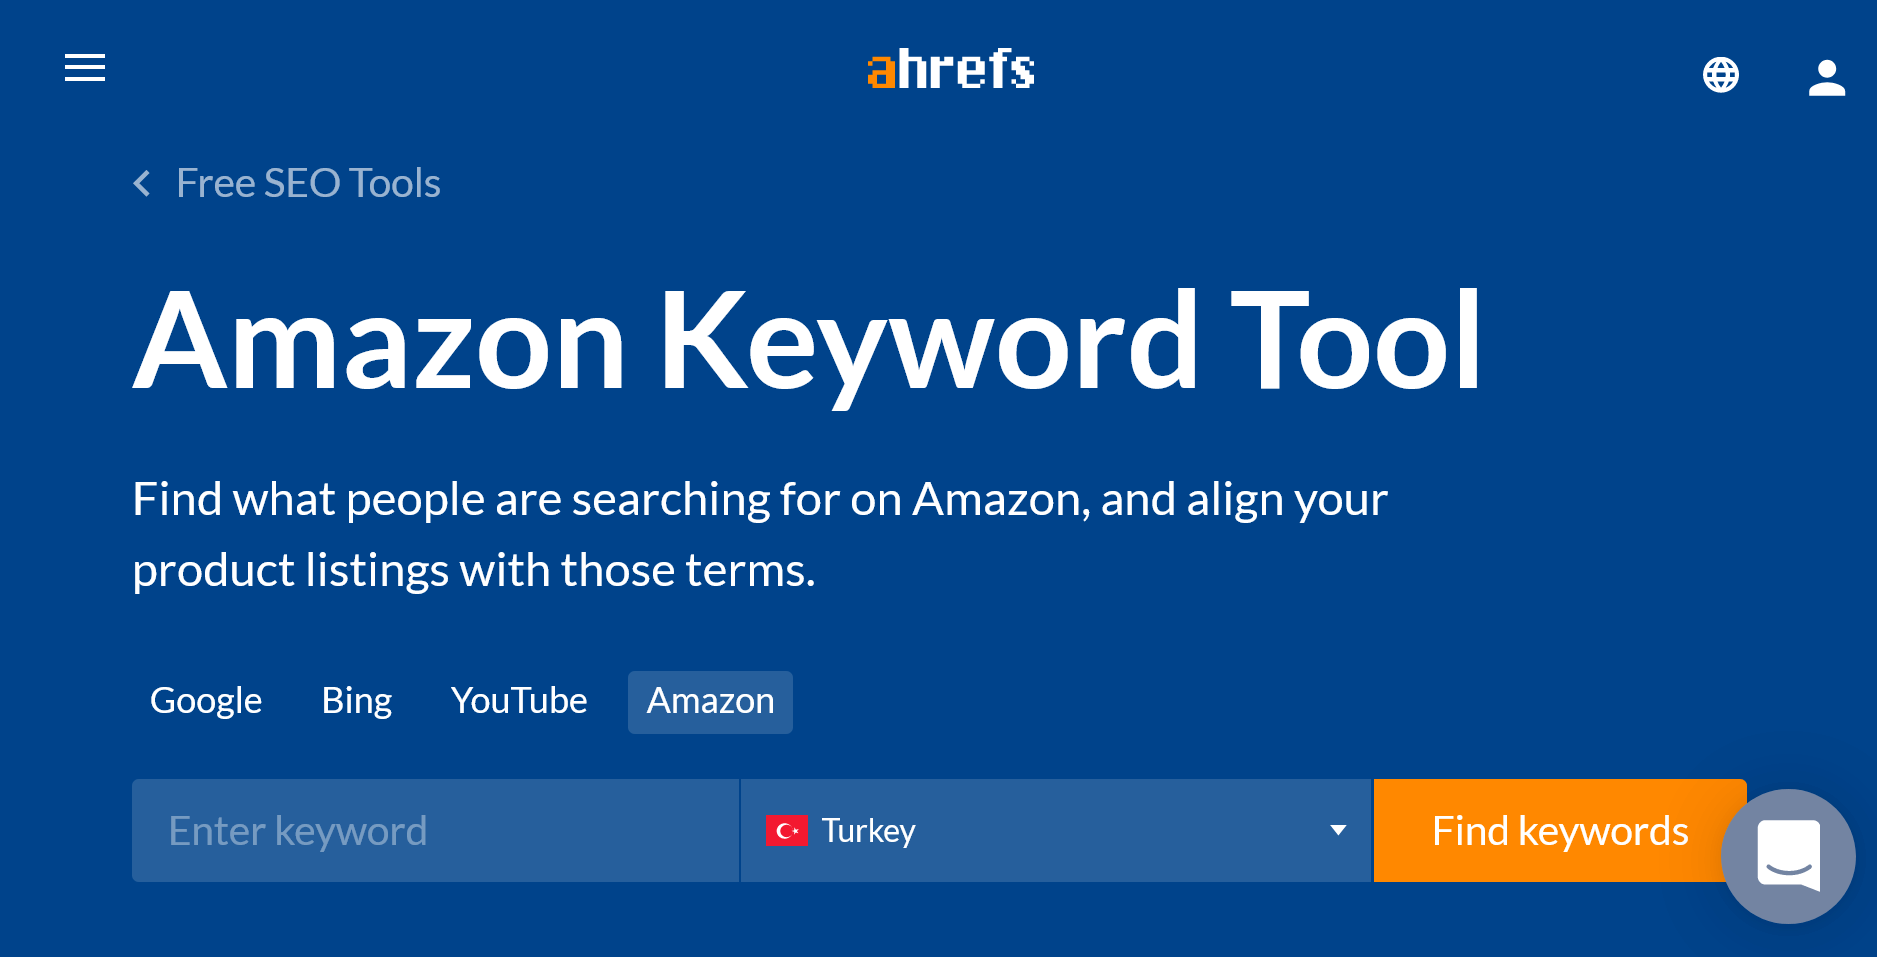 ahrefs
Free SEO Tools
Amazon Keyword Tool
Find what people are searching for on Amazon, and align your
product listings with those terms.
Google Bing YouTube Amazon
Enter keyword Turkey Find keywords